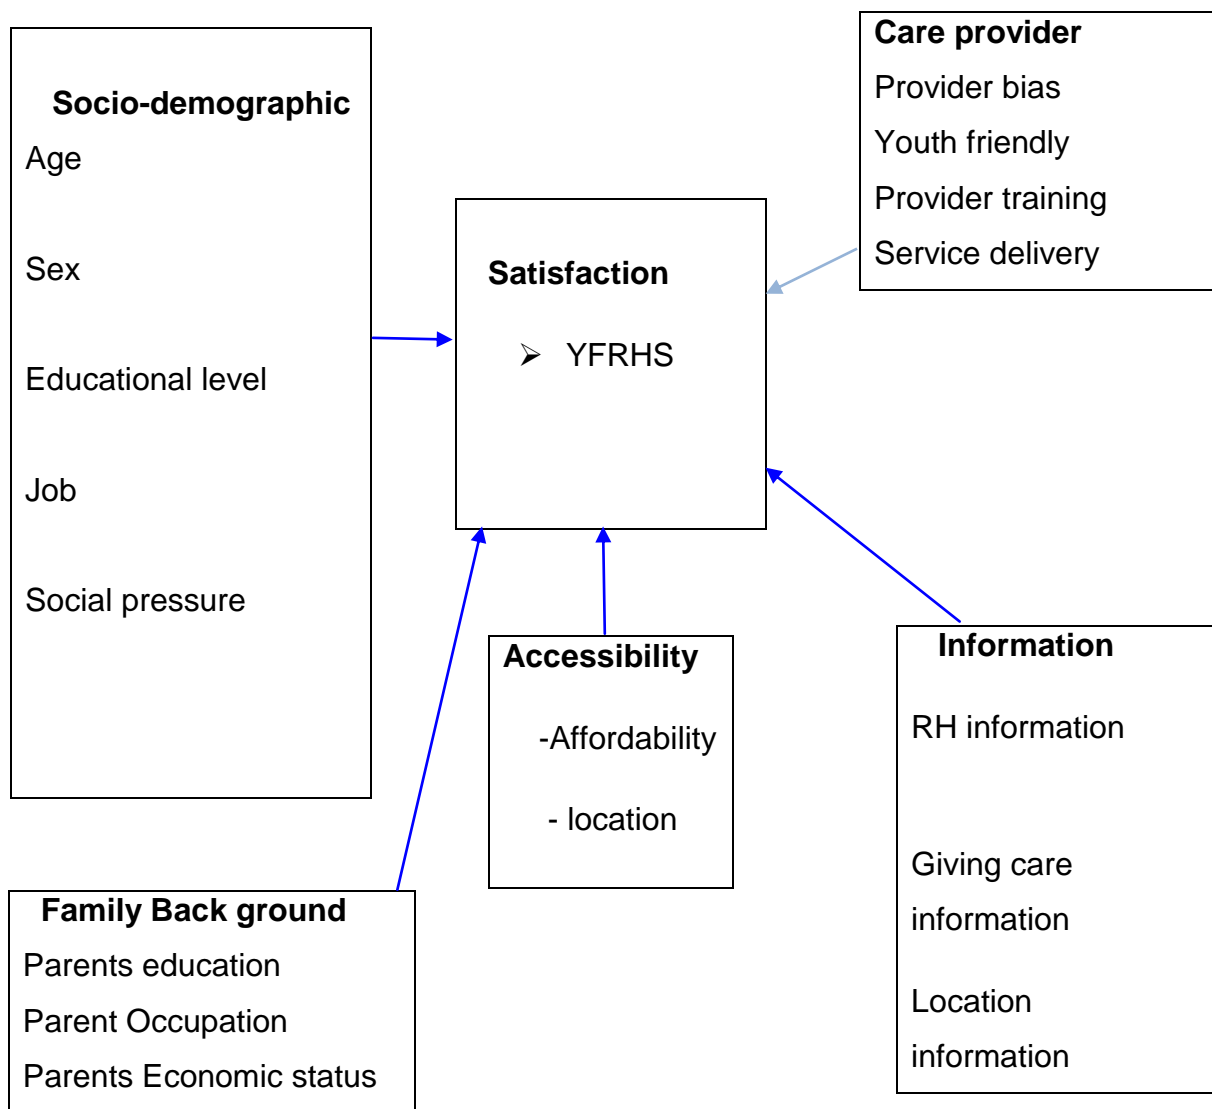 Socio-demographic
Age
Sex
Educational level
Job
Social pressure
Satisfaction
➢ YFRHS
Care provider
Provider bias
Youth friendly
Provider training
Service delivery
Accessibility
-Affordability
- location
Information
RH information
Giving care
information
Location
information
Family Back ground
Parents education
Parent Occupation
Parents Economic status